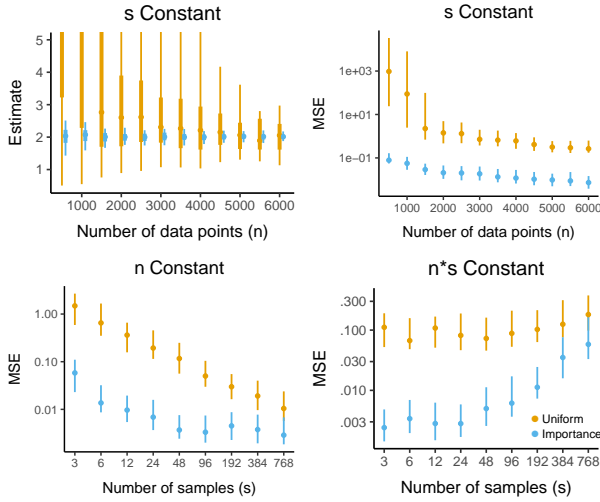 s Constant
5
4
3
2
1
Estimate
1000 2000 3000 4000 5000 6000
Number of data points (n)
s Constant
1e+03
1e+01
1e−01
MSE
1000 2000 3000 4000 5000 6000
Number of data points (n)
n Constant
1.00
0.10
0.01
MSE
3 6 12 24 48 96 192 384 768
Number of samples (s)
n*s Constant
.300
.100
.030
.010
.003
MSE
Uniform
Importance
3 6 12 24 48 96 192 384 768
Number of samples (s)